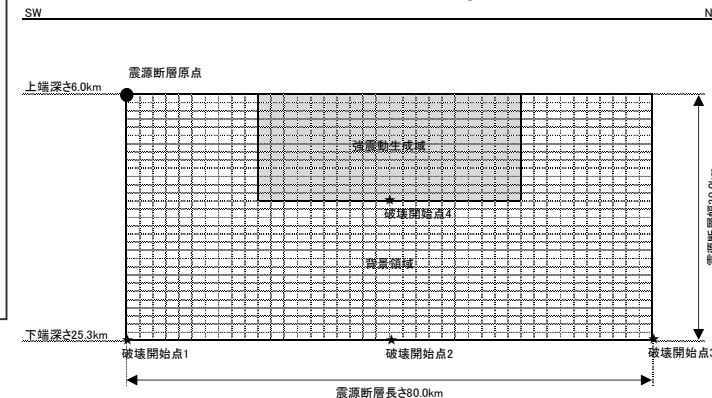 SW
N
震源断層原点
上端深さ6.0km
強震動生成域
破壊開始点4
背景領域
下端深さ25.3km
破壊開始点1
破壊開始点2
破壊開始点3
震源断層長さ80.0km